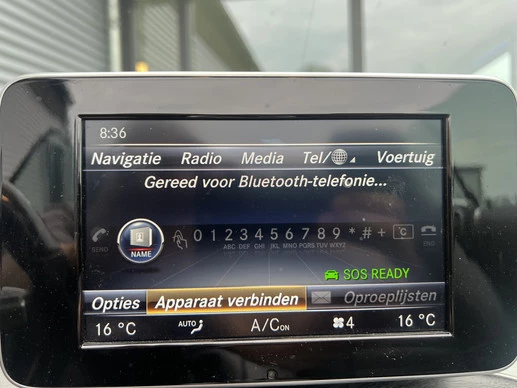 8:36
Navigatie Radio Media Tel/ Voertuig
Gereed voor Bluetooth-telefonie...
0 1 2 3 4 5 6 7 8 9 * # + °C
SEND NAME ABC DEF GHI JKL MNO PQRS TUV WXYZ END
SOS READY
Opties Apparaat verbinden Oproeplijsten
16 °C AUTO A/C ON 4 16 °C